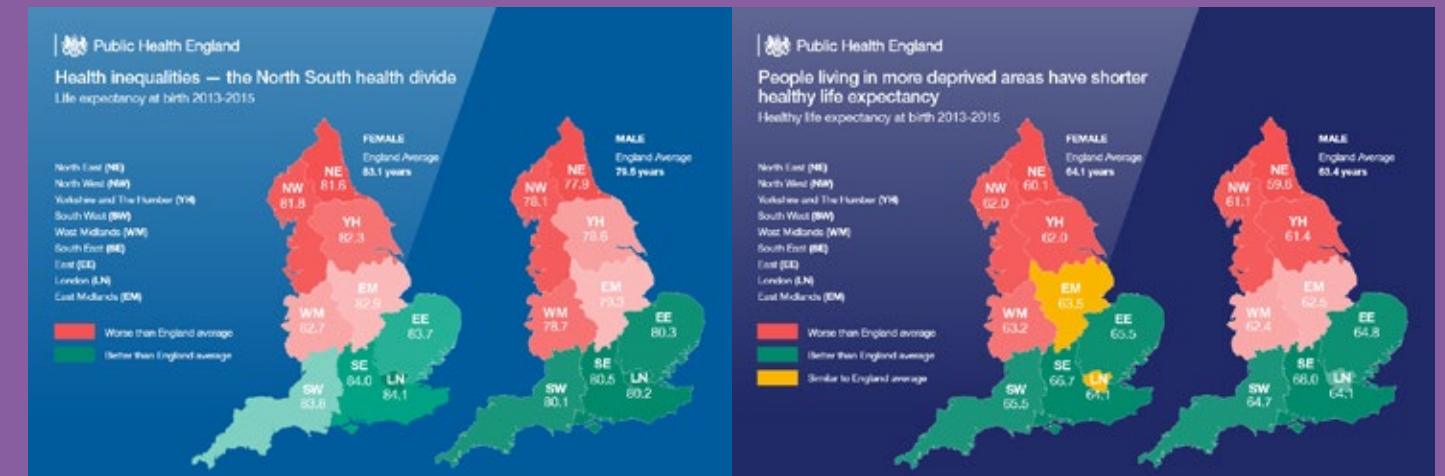 Public Health England
Health inequalities — the North South health divide
Life expectancy at birth 2013-2015
FEMALE
England Average
83.1 years
MALE
England Average
79.5 years
North East (NE)
North West (NW)
Yorkshire and The Humber (YH)
South West (SW)
West Midlands (WM)
South East (SE)
East (EE)
London (LN)
East Midlands (EM)
Worse than England average
Better than England average
NE
81.6
NW
81.8
YH
82.3
EM
82.9
WM
82.7
EE
83.7
SE
84.0
LN
84.1
SW
83.8
NE
77.9
NW
78.1
YH
78.6
EM
79.3
WM
78.7
EE
80.3
SE
80.5
LN
80.2
SW
80.1
Public Health England
People living in more deprived areas have shorter
healthy life expectancy
Healthy life expectancy at birth 2013-2015
FEMALE
England Average
64.1 years
MALE
England Average
63.4 years
North East (NE)
North West (NW)
Yorkshire and The Humber (YH)
South West (SW)
West Midlands (WM)
South East (SE)
East (EE)
London (LN)
East Midlands (EM)
Worse than England average
Better than England average
Similar to England average
NE
60.1
NW
62.0
YH
62.0
EM
63.5
WM
63.2
EE
65.5
SE
66.7
LN
64.1
SW
65.5
NE
59.6
NW
61.1
YH
61.4
EM
62.5
WM
62.4
EE
64.8
SE
66.0
LN
64.1
SW
64.7